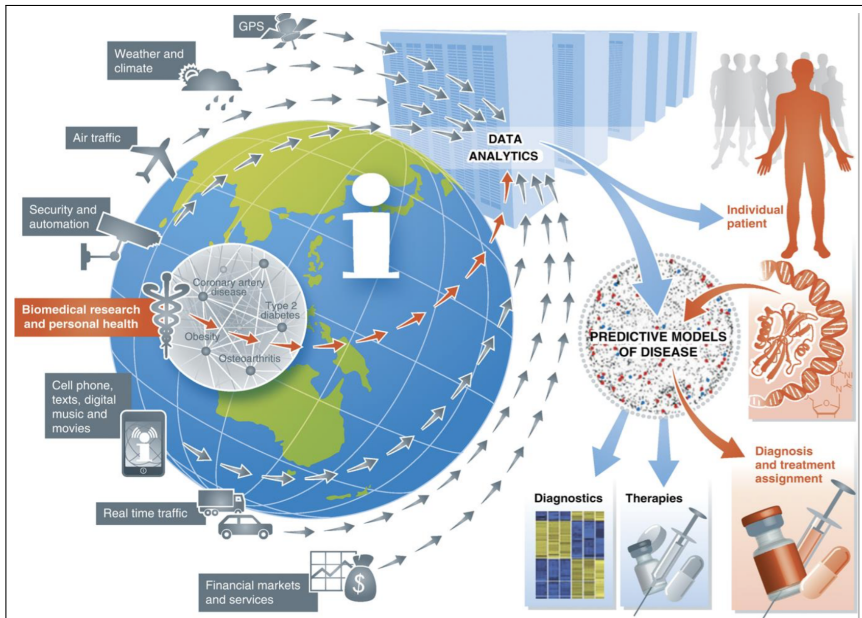 GPS
Weather and
climate
Air traffic
DATA
ANALYTICS
Security and
automation
Individual
patient
i
Coronary artery
disease
Type 2
diabetes
Biomedical research
and personal health
Obesity
Osteoarthritis
PREDICTIVE MODELS
OF DISEASE
Cell phone,
texts, digital
music and
movies
i
Diagnosis
and treatment
assignment
Diagnostics
Therapies
Real time traffic
$
Financial markets
and services